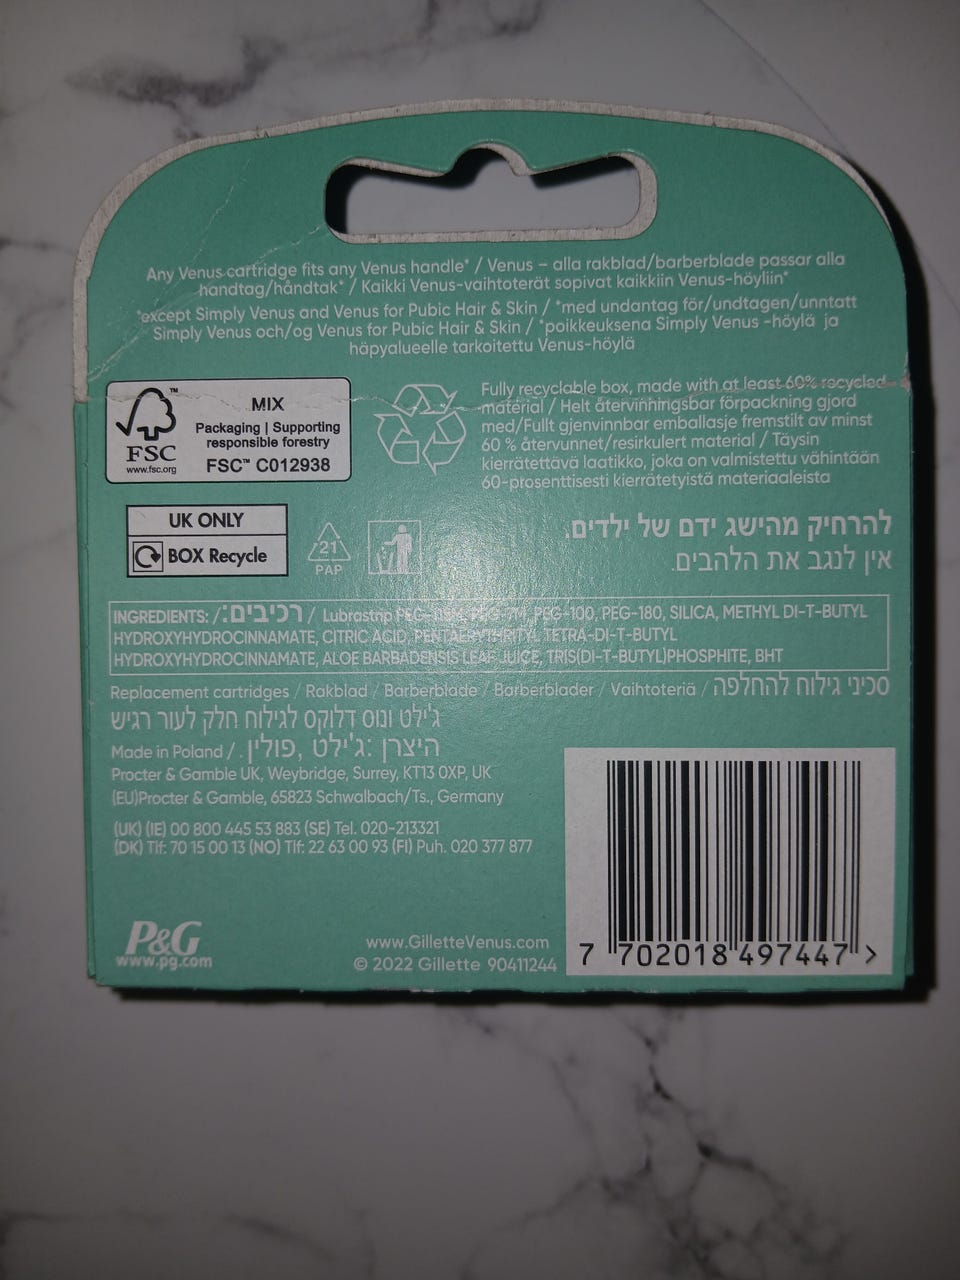 Any Venus cartridge fits any Venus handle* / Venus – alla rakblad/barberblade passar alla
handtag/håndtak* / Kaikki Venus-vaihtoterät sopivat kaikkiin Venus-höyliin*
*except Simply Venus and Venus for Pubic Hair & Skin / *med undantag för/undtagen/unntatt
Simply Venus och/og Venus for Pubic Hair & Skin / *poikkeuksena Simply Venus -höylä ja
häpyalueelle tarkoitettu Venus-höylä
FSC™
www.fsc.org
MIX
Packaging | Supporting
responsible forestry
FSC™ C012938
Fully recyclable box, made with at least 60% recycled
material / Helt återvinningsbar förpackning gjord
med/Fullt gjenvinnbar emballasje fremstilt av minst
60 % återvunnet/resirkulert material / Täysin
kierrätettävä laatikko, joka on valmistettu vähintään
60-prosenttisesti kierrätetyistä materiaaleista
UK ONLY
BOX Recycle
21
PAP
להרחיק מהישג ידם של ילדים.
אין לנגב את הלהבים.
INGREDIENTS: /רכיבים: / Lubrastrip PEG-115M, PEG-7M, PEG-100, PEG-180, SILICA, METHYL DI-T-BUTYL
HYDROXYHYDROCINNAMATE, CITRIC ACID, PENTAERYTHRITYL TETRA-DI-T-BUTYL
HYDROXYHYDROCINNAMATE, ALOE BARBADENSIS LEAF JUICE, TRIS(DI-T-BUTYL)PHOSPHITE, BHT
Replacement cartridges / Rakblad / Barberblade / Barberblader / Vaihtoteriä / סכיני גילוח להחלפה
ג'ילט ונוס דלוקס לגילוח חלק לעור רגיש
Made in Poland / היצרן: ג'ילט, פולין.
Procter & Gamble UK, Weybridge, Surrey, KT13 0XP, UK
(EU)Procter & Gamble, 65823 Schwalbach/Ts., Germany
(UK) (IE) 00 800 445 53 883 (SE) Tel. 020-213321
(DK) Tlf: 70 15 00 13 (NO) Tlf: 22 63 00 93 (FI) Puh. 020 377 877
P&G
www.pg.com
www.GilletteVenus.com
© 2022 Gillette 90411244
7 702018 497447 >